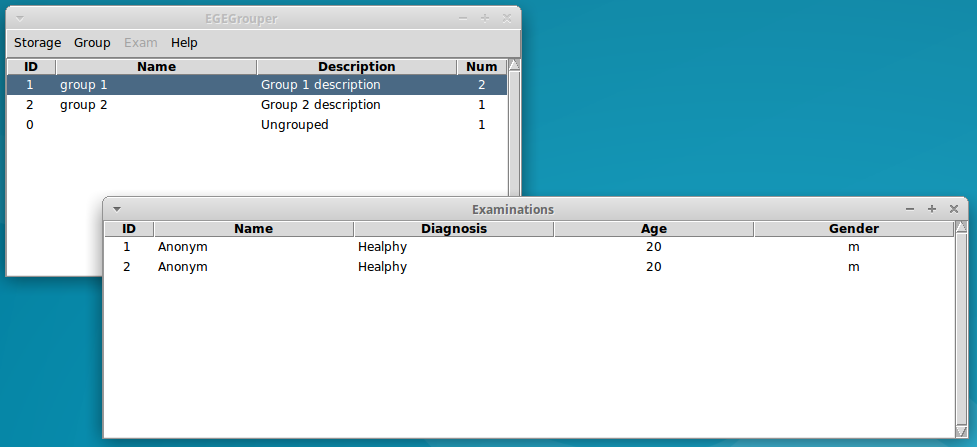 EGEGrouper
Storage Group Exam Help
ID Name Description Num
1 group 1 Group 1 description 2
2 group 2 Group 2 description 1
0 Ungrouped 1
Examinations
ID Name Diagnosis Age Gender
1 Anonym Healphy 20 m
2 Anonym Healphy 20 m